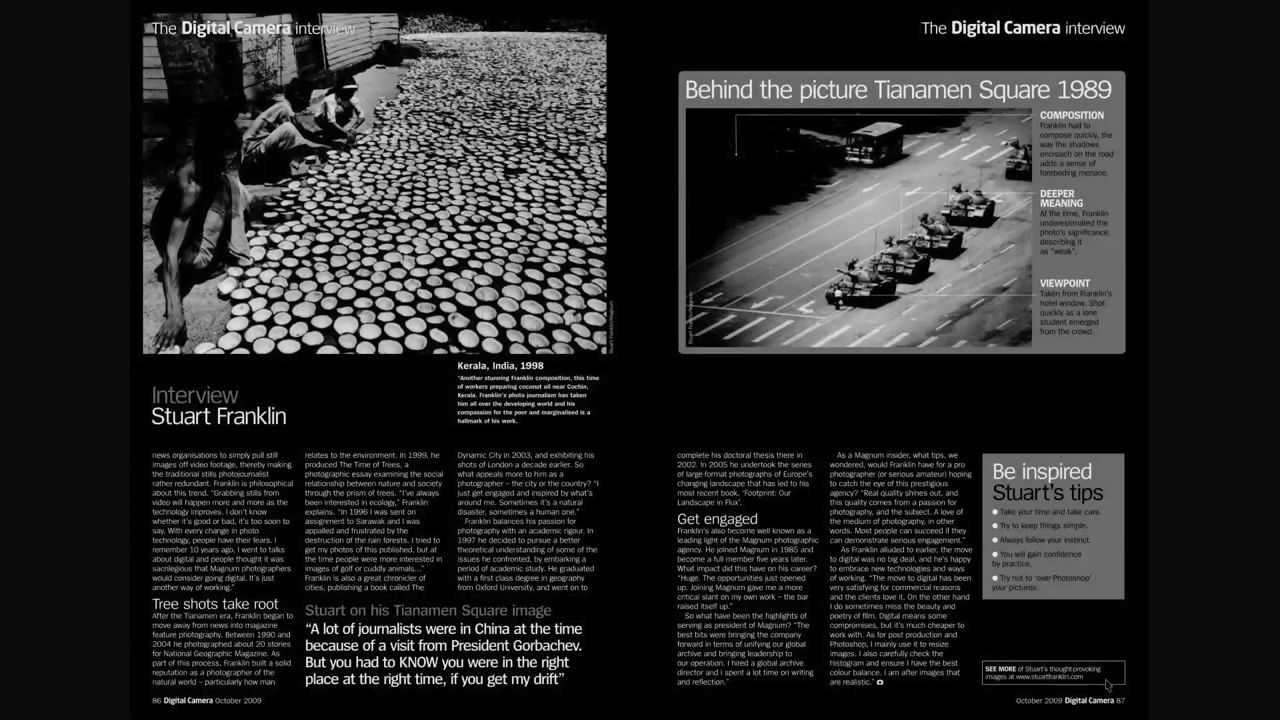 The Digital Camera interview
Stuart Franklin/Magnum
Kerala, India, 1998
"Another stunning Franklin composition, this time
of workers preparing coconut oil near Cochin,
Kerala. Franklin's photo journalism has taken
him all over the developing world and his
compassion for the poor and marginalised is a
hallmark of his work.
Interview
Stuart Franklin
news organisations to simply pull still
images off video footage, thereby making
the traditional stills photojournalist
rather redundant. Franklin is philosophical
about this trend. "Grabbing stills from
video will happen more and more as the
technology improves. I don't know
whether it's good or bad, it's too soon to
say. With every change in photo
technology, people have their fears. I
remember 10 years ago, I went to talks
about digital and people thought it was
sacrilegious that Magnum photographers
would consider going digital. It's just
another way of working."
Tree shots take root
After the Tianamen era, Franklin began to
move away from news into magazine
feature photography. Between 1990 and
2004 he photographed about 20 stories
for National Geographic Magazine. As
part of this process, Franklin built a solid
reputation as a photographer of the
natural world – particularly how man
relates to the environment. In 1999, he
produced The Time of Trees, a
photographic essay examining the social
relationship between nature and society
through the prism of trees. "I've always
been interested in ecology," Franklin
explains. "In 1996 I was sent on
assignment to Sarawak and I was
appalled and frustrated by the
destruction of the rain forests. I tried to
get my photos of this published, but at
the time people were more interested in
images of golf or cuddly animals..."
Franklin is also a great chronicler of
cities, publishing a book called The
Dynamic City in 2003, and exhibiting his
shots of London a decade earlier. So
what appeals more to him as a
photographer – the city or the country? "I
just get engaged and inspired by what's
around me. Sometimes it's a natural
disaster, sometimes a human one."
Franklin balances his passion for
photography with an academic rigour. In
1997 he decided to pursue a better
theoretical understanding of some of the
issues he confronted, by embarking a
period of academic study. He graduated
with a first class degree in geography
from Oxford University, and went on to
Stuart on his Tianamen Square image
"A lot of journalists were in China at the time
because of a visit from President Gorbachev.
But you had to KNOW you were in the right
place at the right time, if you get my drift"
86 Digital Camera October 2009
The Digital Camera interview
Behind the picture Tianamen Square 1989
COMPOSITION
Franklin had to
compose quickly, the
way the shadows
encroach on the road
adds a sense of
foreboding menace.
DEEPER
MEANING
At the time, Franklin
underestimated the
photo's significance,
describing it
as "weak".
VIEWPOINT
Taken from Franklin's
hotel window. Shot
quickly as a lone
student emerged
from the crowd.
Stuart Franklin/Magnum
complete his doctoral thesis there in
2002. In 2005 he undertook the series
of large-format photographs of Europe's
changing landscape that has led to his
most recent book, 'Footprint: Our
Landscape in Flux'.
Get engaged
Franklin's also become well known as a
leading light of the Magnum photographic
agency. He joined Magnum in 1985 and
become a full member five years later.
What impact did this have on his career?
"Huge. The opportunities just opened
up. Joining Magnum gave me a more
critical slant on my own work – the bar
raised itself up."
So what have been the highlights of
serving as president of Magnum? "The
best bits were bringing the company
forward in terms of unifying our global
archive and bringing leadership to
our operation. I hired a global archive
director and I spent a lot time on writing
and reflection."
As a Magnum insider, what tips, we
wondered, would Franklin have for a pro
photographer (or serious amateur) hoping
to catch the eye of this prestigious
agency? "Real quality shines out, and
this quality comes from a passion for
photography, and the subject. A love of
the medium of photography, in other
words. Most people can succeed if they
can demonstrate serious engagement."
As Franklin alluded to earlier, the move
to digital was no big deal, and he's happy
to embrace new technologies and ways
of working. "The move to digital has been
very satisfying for commercial reasons
and the clients love it. On the other hand
I do sometimes miss the beauty and
poetry of film. Digital means some
compromises, but it's much cheaper to
work with. As for post production and
Photoshop, I mainly use it to resize
images. I also carefully check the
histogram and ensure I have the best
colour balance. I am after images that
are realistic."
Be inspired
Stuart's tips
Take your time and take care.
Try to keep things simple.
Always follow your instinct.
You will gain confidence
by practice.
Try not to 'over Photoshop'
your pictures.
SEE MORE of Stuart's thought-provoking
images at www.stuartfranklin.com
October 2009 Digital Camera 87